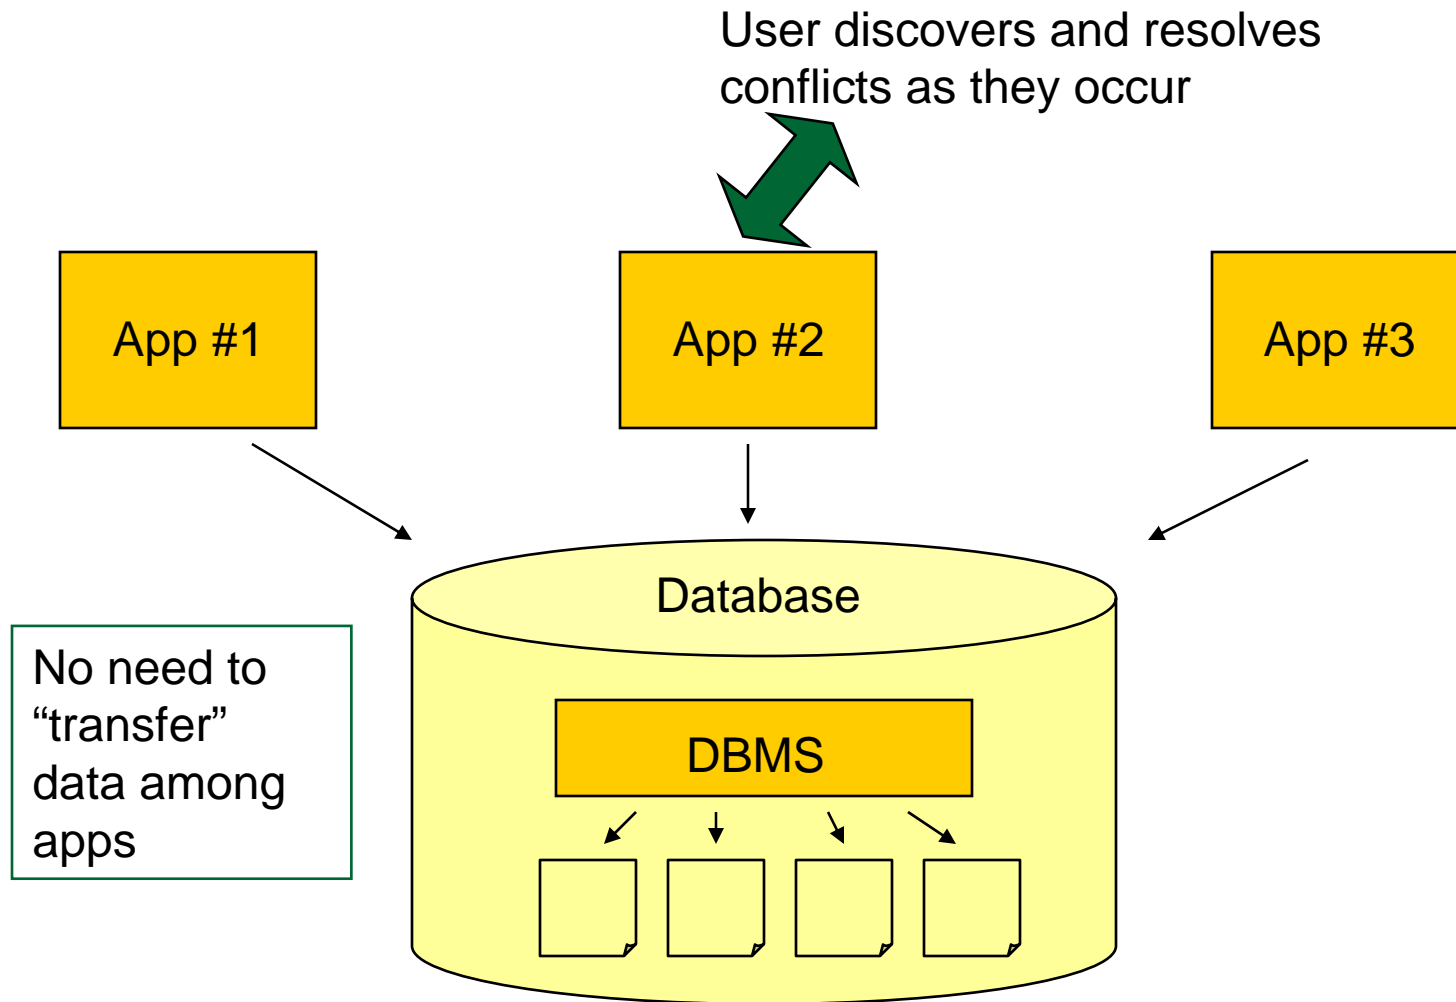 User discovers and resolves
conflicts as they occur
App #1
App #2
App #3
Database
No need to
“transfer”
data among
apps
DBMS